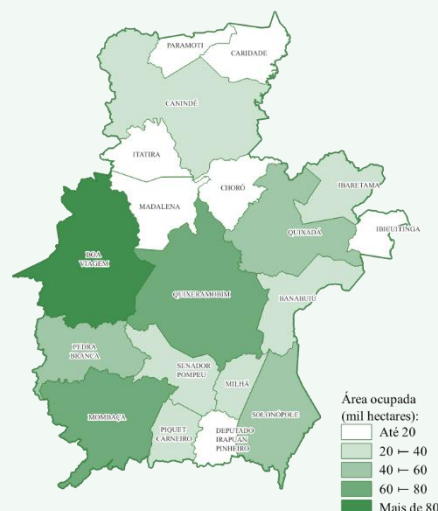 PARAMOTI
CARIDADE
CANINDÉ
ITATIRA
CHORÓ
IBARETAMA
MADALENA
IBICUITINGA
QUIXADÁ
BOA
VIAGEM
QUIXERAMOBIM
BANABUIÚ
PEDRA
BRANCA
SENADOR
POMPEU
MILHÃ
MOMBAÇA
SOLONÓPOLE
PIQUET
CARNEIRO
DEPUTADO
IRAPUAN
PINHEIRO
Área ocupada
(mil hectares):
Até 20
20 ⊢ 40
40 ⊢ 60
60 ⊢ 80
Mais de 80